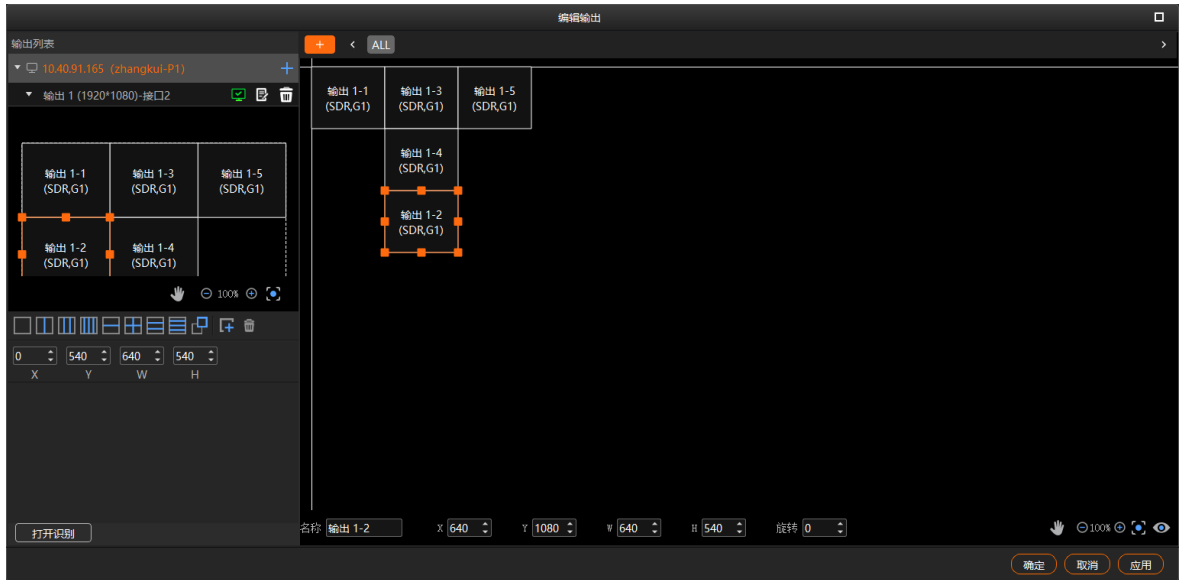 编辑输出
输出列表
+ < ALL >
10.40.91.165 (zhangkui-P1) +
输出 1 (1920*1080)-接口2
输出 1-1
(SDR,G1)
输出 1-3
(SDR,G1)
输出 1-5
(SDR,G1)
输出 1-2
(SDR,G1)
输出 1-4
(SDR,G1)
100%
0 540 640 540
X Y W H
打开识别
输出 1-1
(SDR,G1)
输出 1-3
(SDR,G1)
输出 1-5
(SDR,G1)
输出 1-4
(SDR,G1)
输出 1-2
(SDR,G1)
名称 输出 1-2 X 640 Y 1080 W 640 H 540 旋转 0 100%
确定 取消 应用